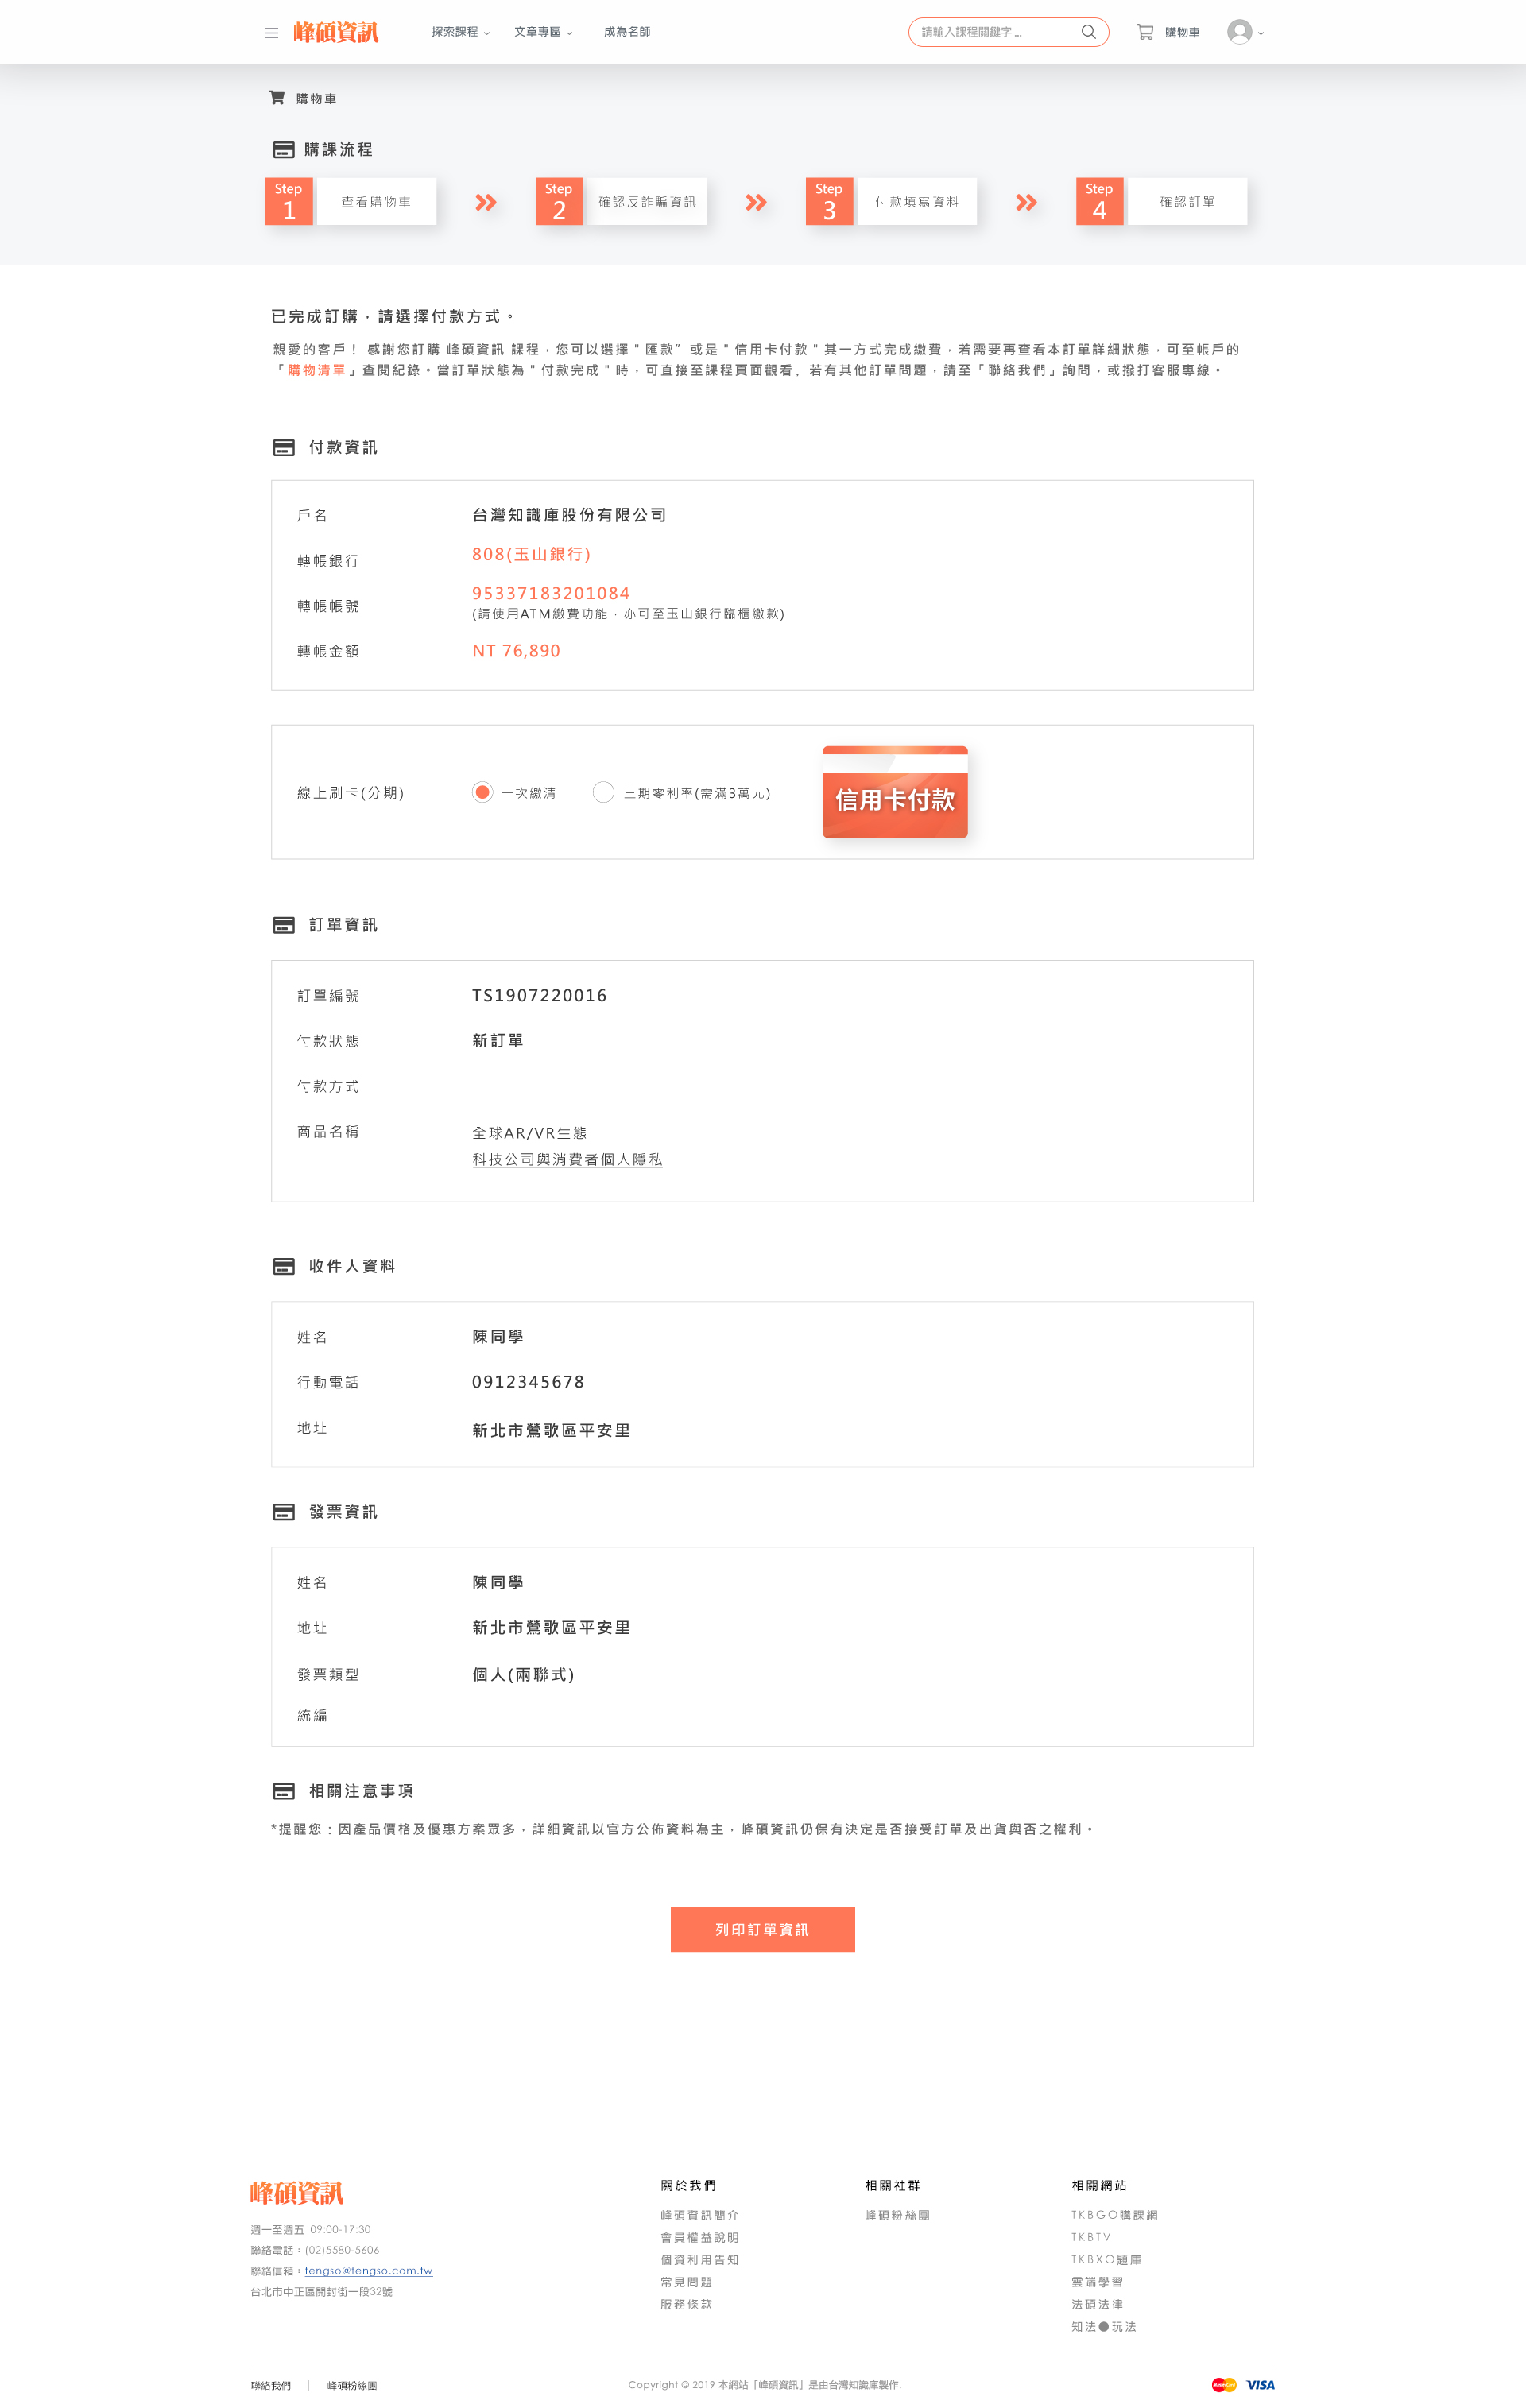 峰碩資訊
探索課程
文章專區
成為名師
請輸入課程關鍵字 ...
購物車
購物車
購課流程
Step 1
查看購物車
Step 2
確認反詐騙資訊
Step 3
付款填寫資料
Step 4
確認訂單
已完成訂購，請選擇付款方式。
親愛的客戶！ 感謝您訂購 峰碩資訊 課程，您可以選擇＂匯款”或是＂信用卡付款＂其一方式完成繳費，若需要再查看本訂單詳細狀態，可至帳戶的
「購物清單」查閱紀錄。當訂單狀態為＂付款完成＂時，可直接至課程頁面觀看， 若有其他訂單問題，請至「聯絡我們」詢問，或撥打客服專線。
付款資訊
戶名
台灣知識庫股份有限公司
轉帳銀行
808(玉山銀行)
轉帳帳號
95337183201084
(請使用ATM繳費功能，亦可至玉山銀行臨櫃繳款)
轉帳金額
NT 76,890
線上刷卡(分期)
一次繳清
三期零利率(需滿3萬元)
信用卡付款
訂單資訊
訂單編號
TS1907220016
付款狀態
新訂單
付款方式
商品名稱
全球AR/VR生態
科技公司與消費者個人隱私
收件人資料
姓名
陳同學
行動電話
0912345678
地址
新北市鶯歌區平安里
發票資訊
姓名
陳同學
地址
新北市鶯歌區平安里
發票類型
個人(兩聯式)
統編
相關注意事項
*提醒您：因產品價格及優惠方案眾多，詳細資訊以官方公佈資料為主，峰碩資訊仍保有決定是否接受訂單及出貨與否之權利。
列印訂單資訊
峰碩資訊
週一至週五 09:00-17:30
聯絡電話：(02)5580-5606
聯絡信箱：fengso@fengso.com.tw
台北市中正區開封街一段32號
關於我們
峰碩資訊簡介
會員權益說明
個資利用告知
常見問題
服務條款
相關社群
峰碩粉絲團
相關網站
TKBGO購課網
TKBTV
TKBXO題庫
雲端學習
法碩法律
知法●玩法
聯絡我們
峰碩粉絲團
Copyright © 2019 本網站「峰碩資訊」是由台灣知識庫製作.
MasterCard
VISA